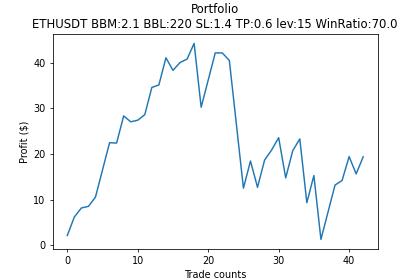 Portfolio
ETHUSDT BBM:2.1 BBL:220 SL:1.4 TP:0.6 lev:15 WinRatio:70.0
40
30
20
10
0
Profit ($)
0 10 20 30 40
Trade counts